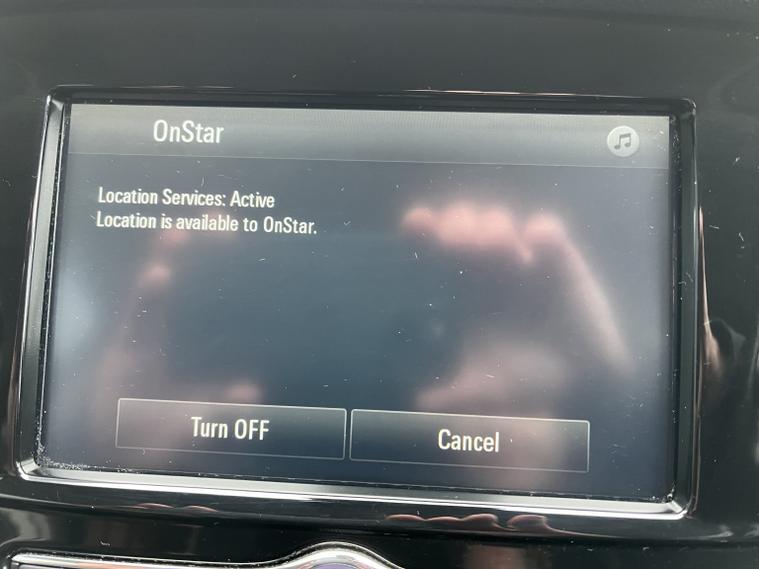 OnStar
Location Services: Active
Location is available to OnStar.
Turn OFF
Cancel